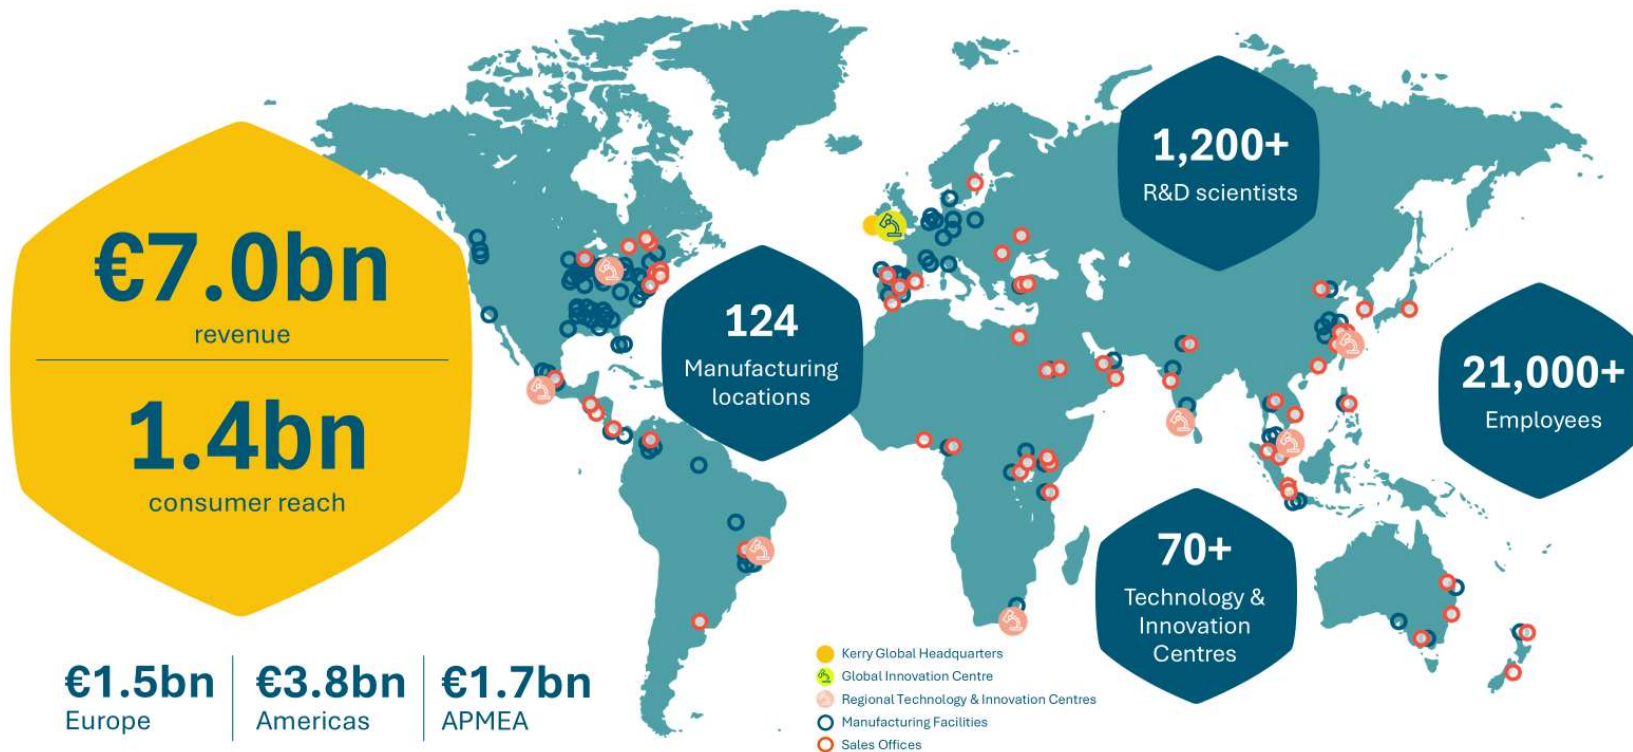 €7.0bn
revenue
1.4bn
consumer reach
€1.5bn
Europe
€3.8bn
Americas
€1.7bn
APMEA
124
Manufacturing
locations
1,200+
R&D scientists
21,000+
Employees
70+
Technology &
Innovation
Centres
Kerry Global Headquarters
Global Innovation Centre
Regional Technology & Innovation Centres
Manufacturing Facilities
Sales Offices